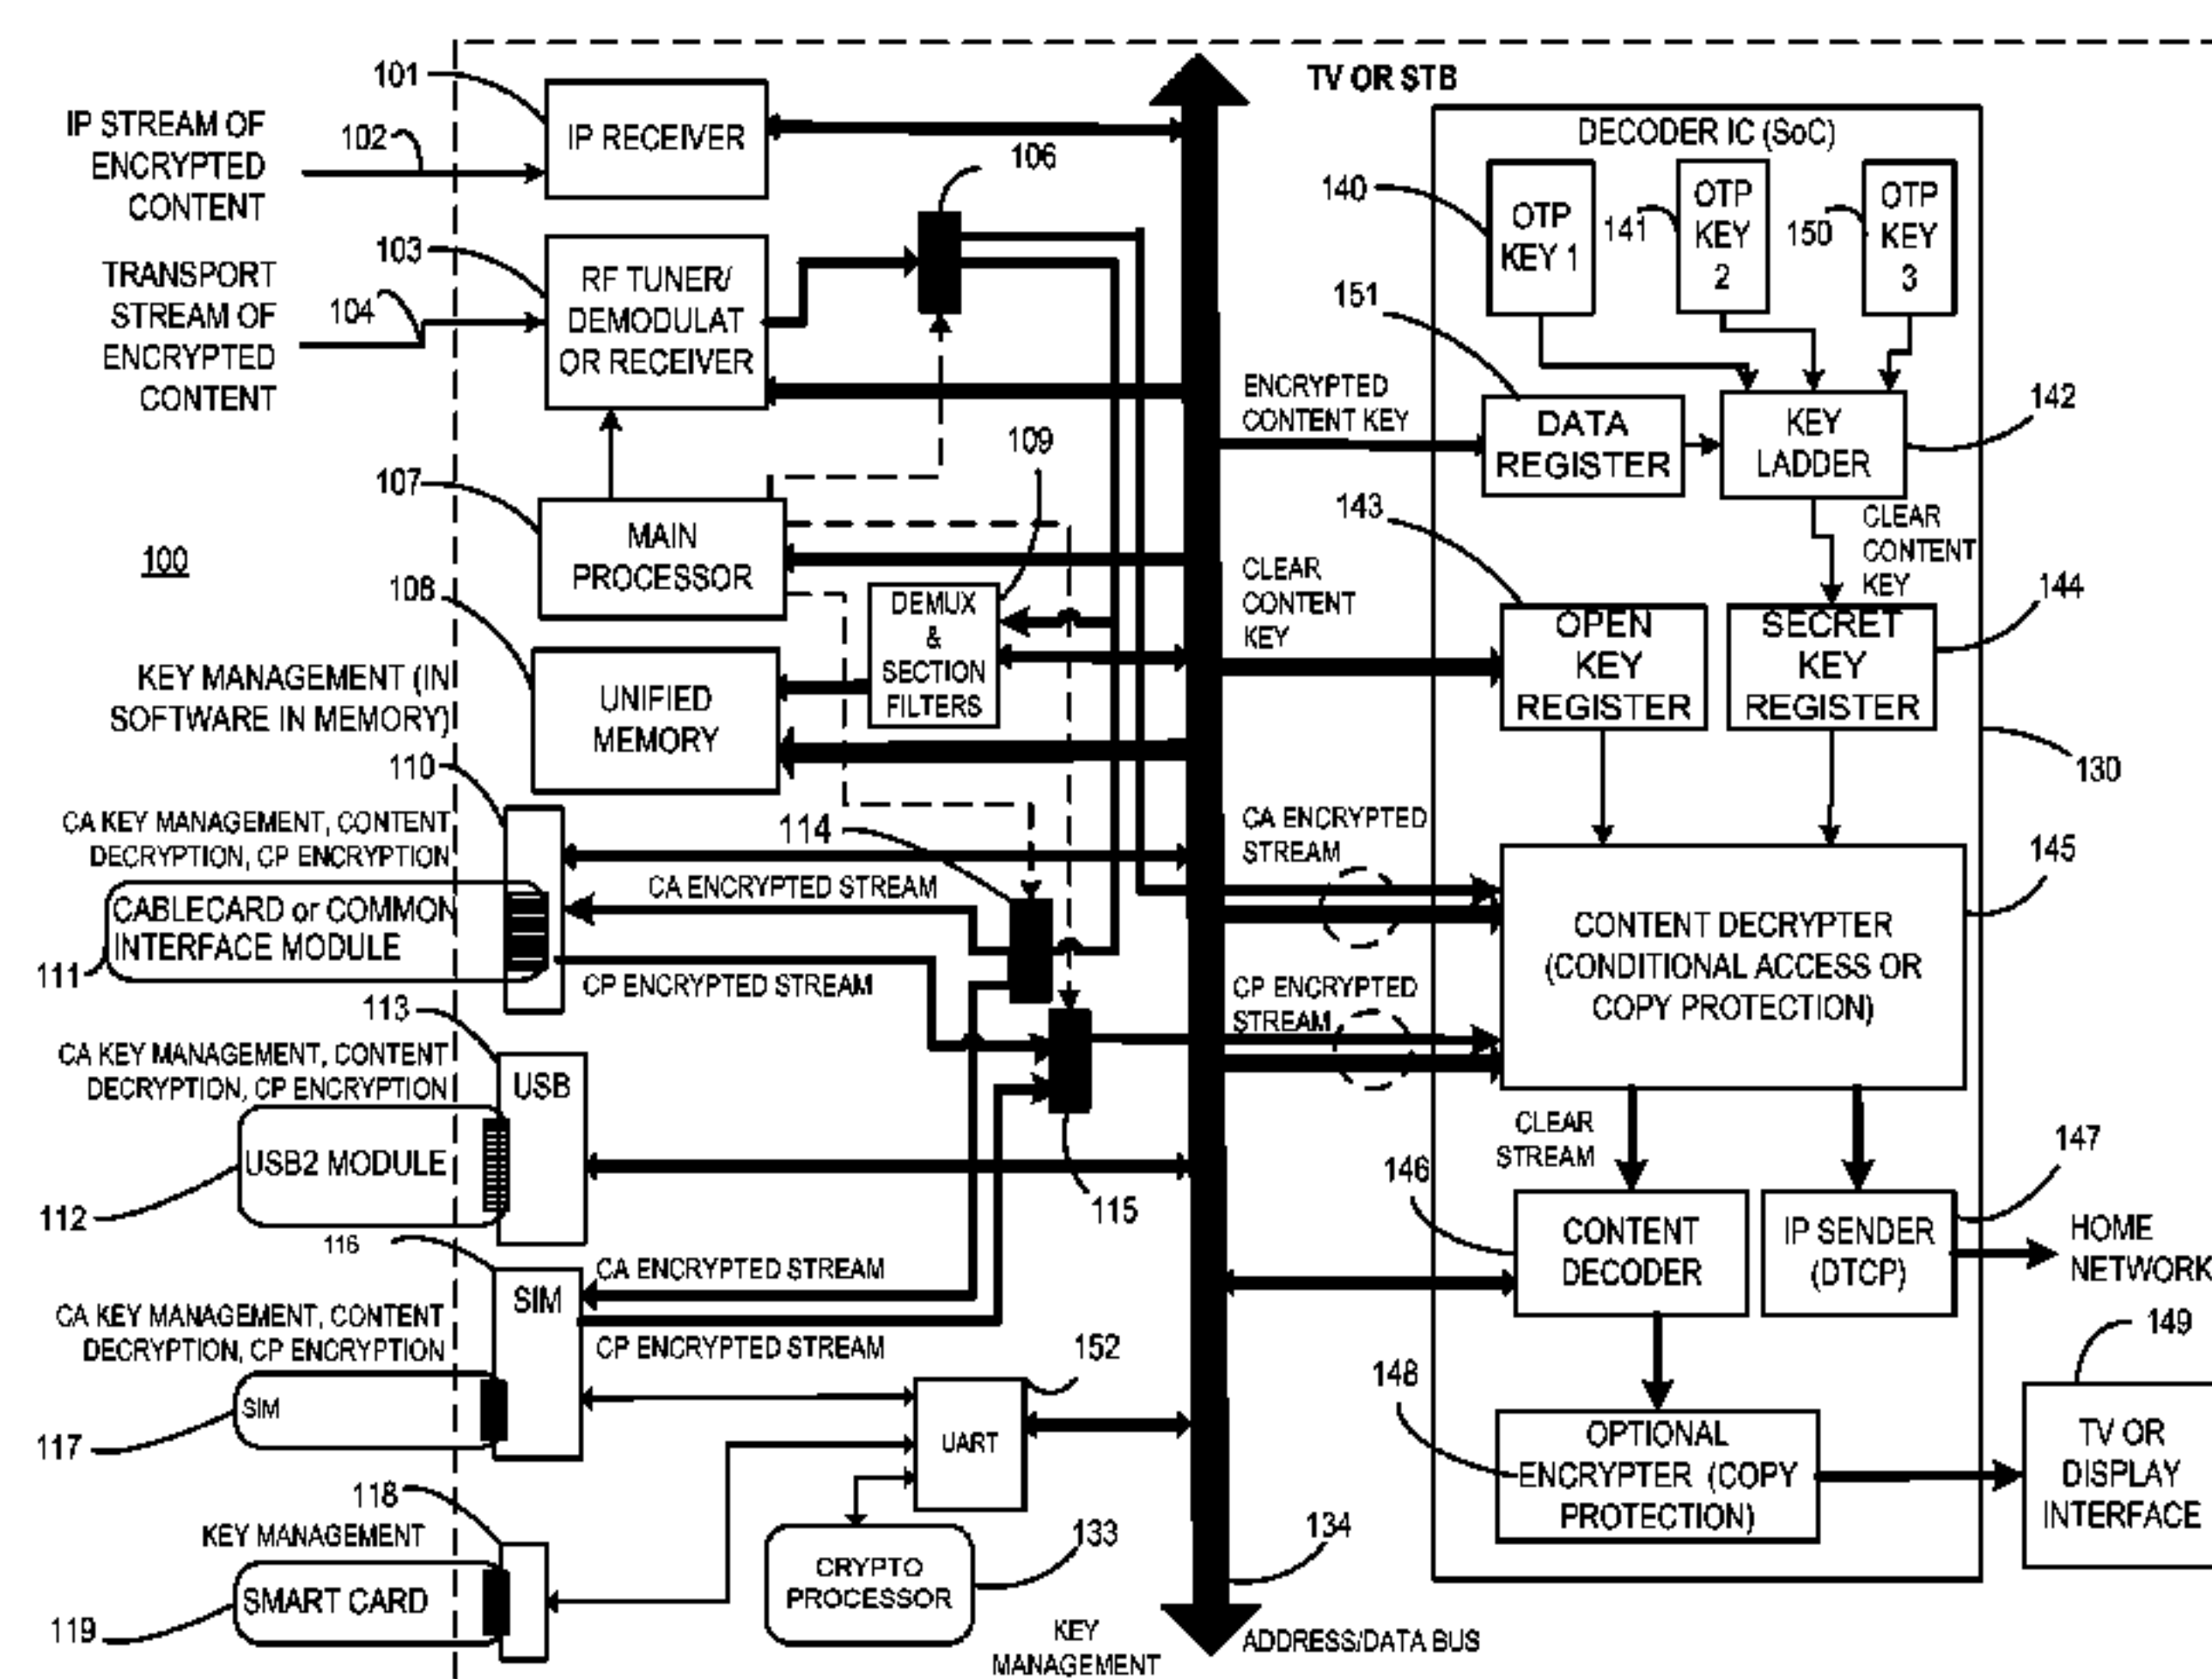 TV OR STB
101
IP STREAM OF
ENCRYPTED
CONTENT
102
IP RECEIVER
106
103
TRANSPORT
STREAM OF
ENCRYPTED
CONTENT
104
RF TUNER/
DEMODULAT
OR RECEIVER
109
107
MAIN
PROCESSOR
100
108
DEMUX
&
SECTION
FILTERS
KEY MANAGEMENT (IN
SOFTWARE IN MEMORY)
UNIFIED
MEMORY
110
CA KEY MANAGEMENT, CONTENT
DECRYPTION, CP ENCRYPTION
114
CA ENCRYPTED STREAM
CABLECARD or COMMON
INTERFACE MODULE
111
CP ENCRYPTED STREAM
113
CA KEY MANAGEMENT, CONTENT
DECRYPTION, CP ENCRYPTION
USB
USB2 MODULE
112
115
116
CA ENCRYPTED STREAM
SIM
CA KEY MANAGEMENT, CONTENT
DECRYPTION, CP ENCRYPTION
CP ENCRYPTED STREAM
152
SIM
117
UART
118
KEY MANAGEMENT
SMART CARD
119
CRYPTO
PROCESSOR
133
134
KEY
MANAGEMENT
ADDRESS/DATA BUS
DECODER IC (SoC)
140
OTP
KEY 1
141
OTP
KEY
2
150
OTP
KEY
3
151
ENCRYPTED
CONTENT KEY
DATA
REGISTER
KEY
LADDER
142
143
CLEAR
CONTENT
KEY
CLEAR
CONTENT
KEY
144
OPEN
KEY
REGISTER
SECRET
KEY
REGISTER
130
CA ENCRYPTED
STREAM
145
CONTENT DECRYPTER
(CONDITIONAL ACCESS OR
COPY PROTECTION)
CP ENCRYPTED
STREAM
CLEAR
STREAM
146
147
CONTENT
DECODER
IP SENDER
(DTCP)
HOME
NETWORK
148
149
OPTIONAL
ENCRYPTER (COPY
PROTECTION)
TV OR
DISPLAY
INTERFACE